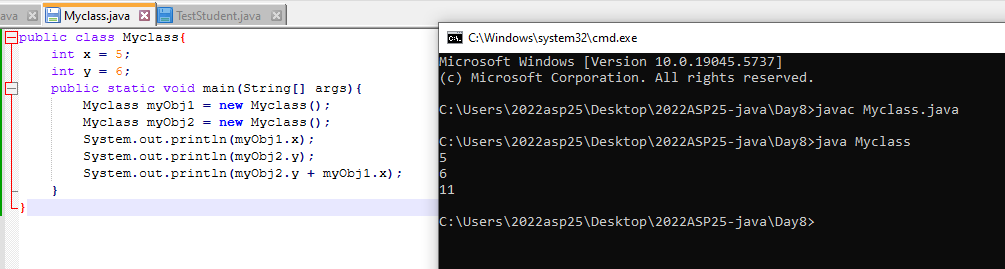 ava Myclass.java TestStudent.java
public class Myclass{
int x = 5;
int y = 6;
public static void main(String[] args){
Myclass myObj1 = new Myclass();
Myclass myObj2 = new Myclass();
System.out.println(myObj1.x);
System.out.println(myObj2.y);
System.out.println(myObj2.y + myObj1.x);
}
}
C:\Windows\system32\cmd.exe
Microsoft Windows [Version 10.0.19045.5737]
(c) Microsoft Corporation. All rights reserved.
C:\Users\2022asp25\Desktop\2022ASP25-java\Day8>javac Myclass.java
C:\Users\2022asp25\Desktop\2022ASP25-java\Day8>java Myclass
5
6
11
C:\Users\2022asp25\Desktop\2022ASP25-java\Day8>